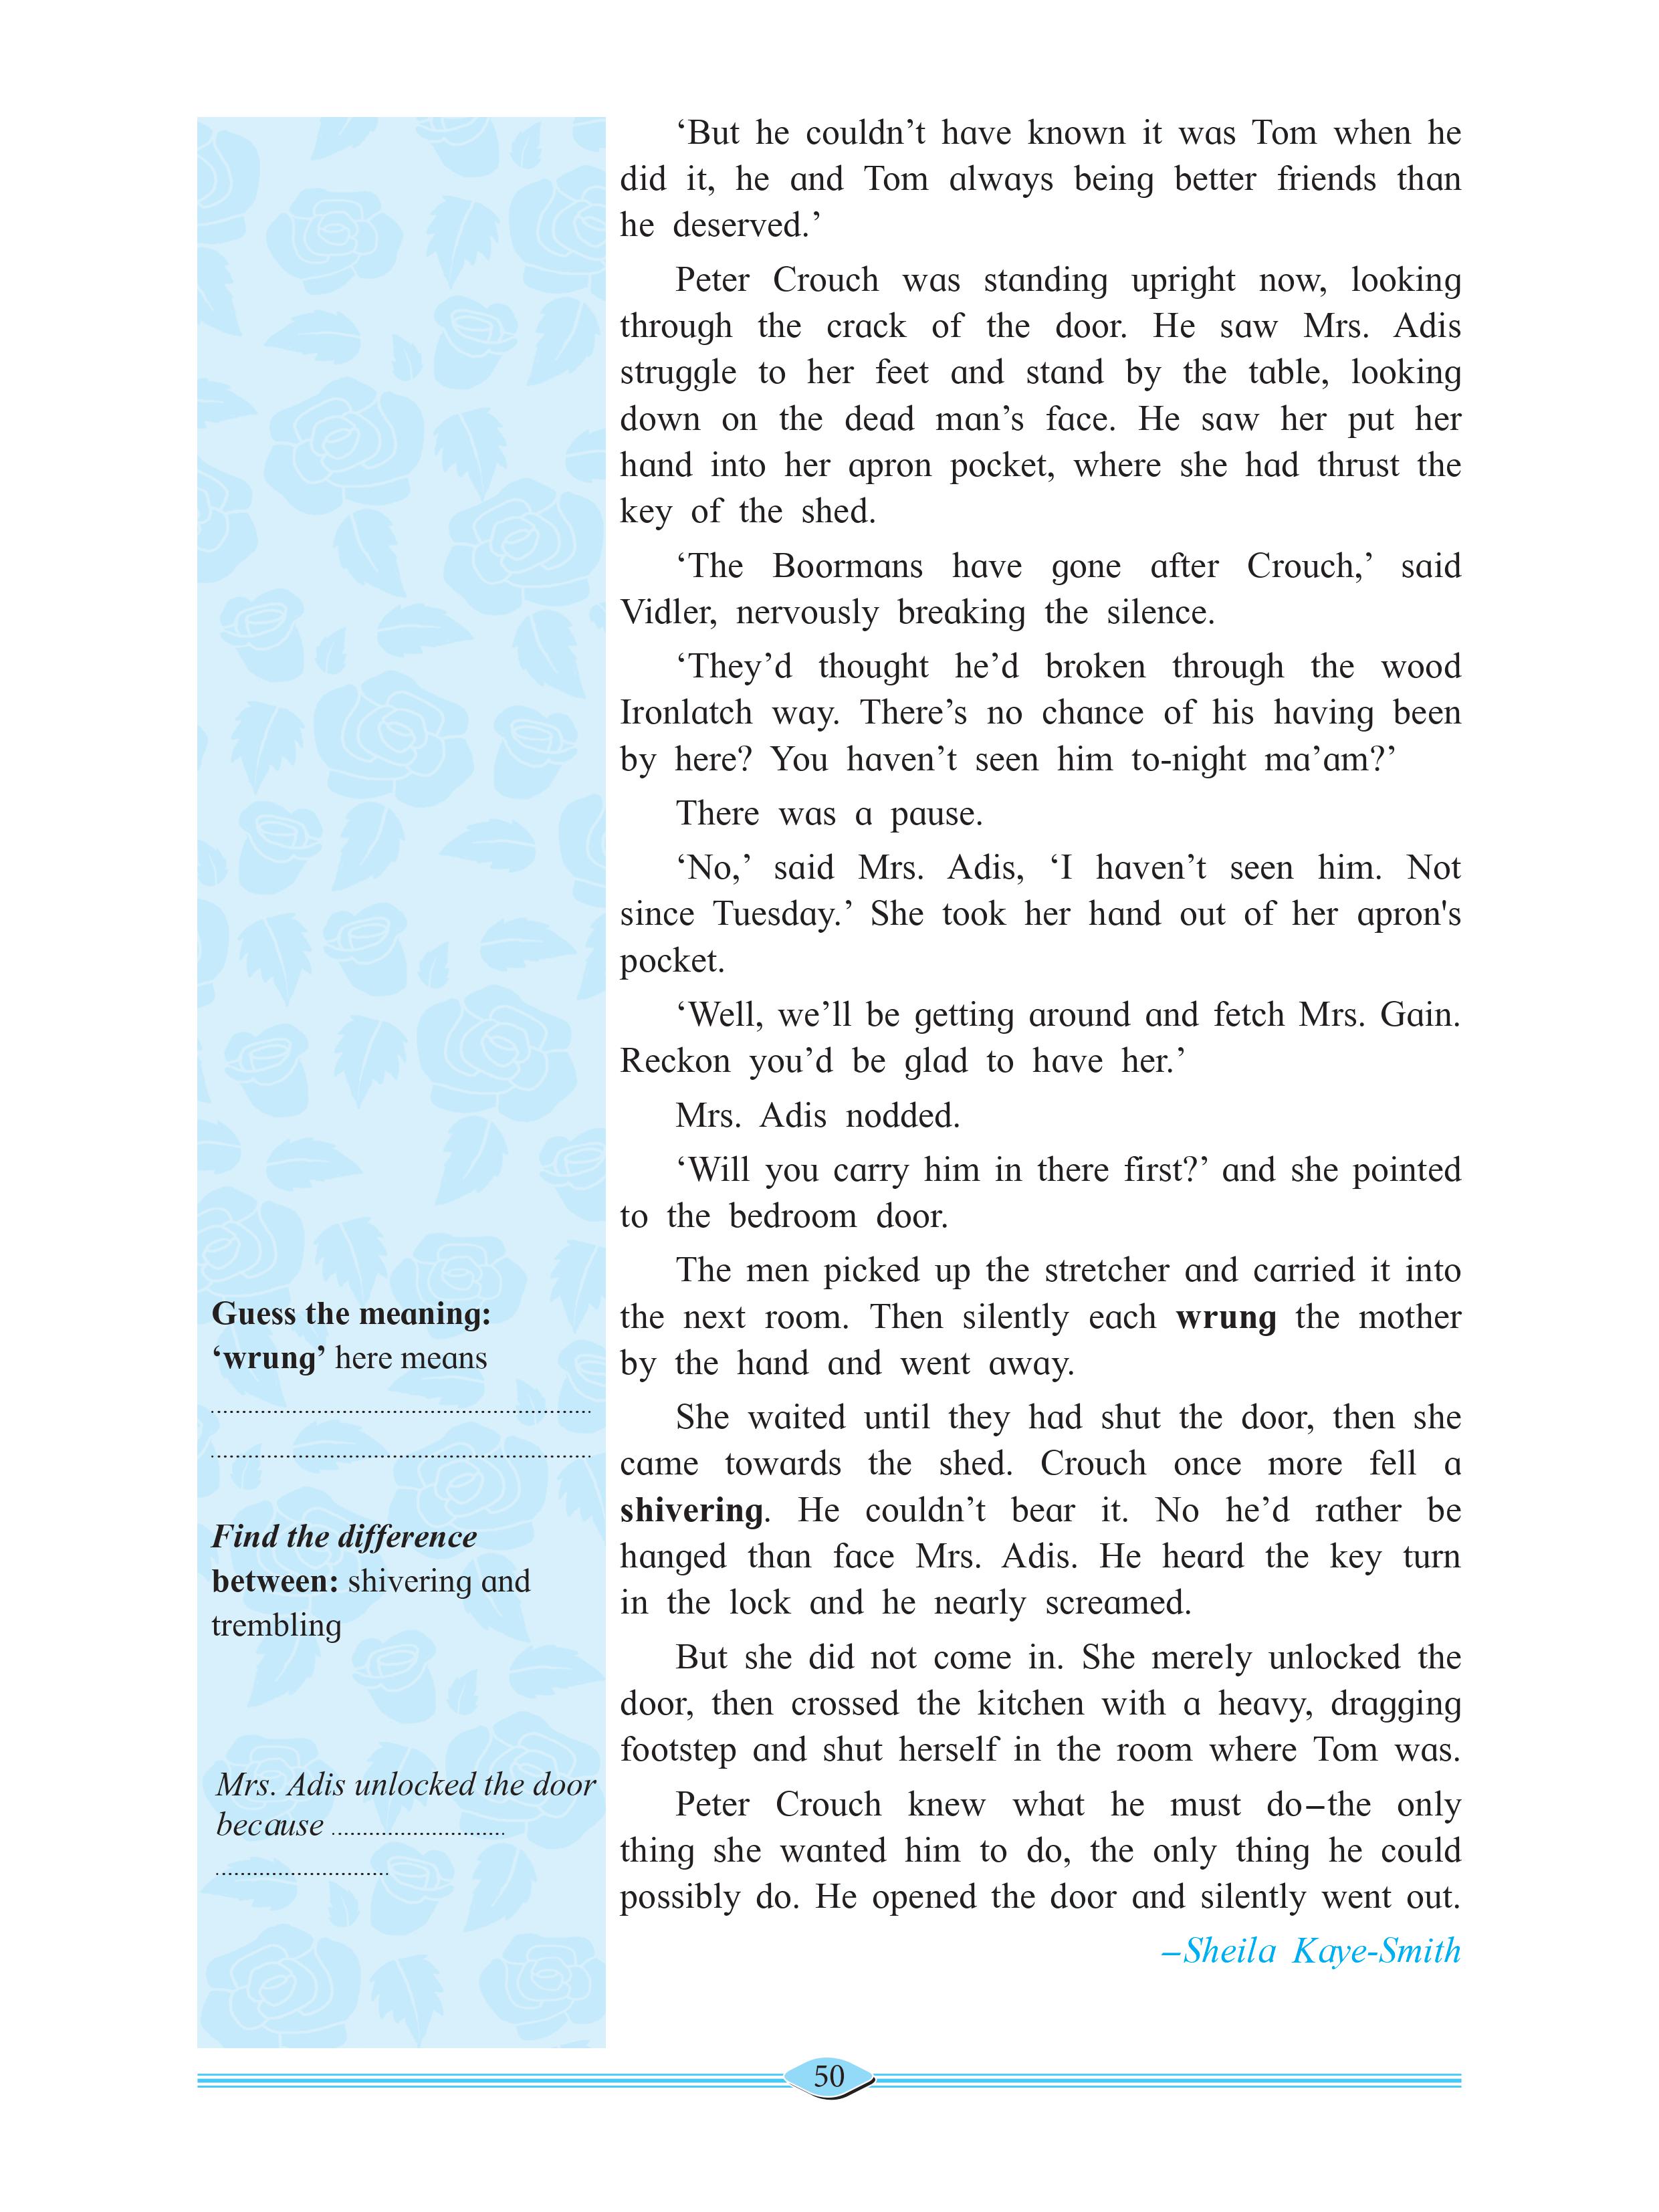 ‘But he couldn’t have known it was Tom when he
did it, he and Tom always being better friends than
he deserved.’
Peter Crouch was standing upright now, looking
through the crack of the door. He saw Mrs. Adis
struggle to her feet and stand by the table, looking
down on the dead man’s face. He saw her put her
hand into her apron pocket, where she had thrust the
key of the shed.
‘The Boormans have gone after Crouch,’ said
Vidler, nervously breaking the silence.
‘They’d thought he’d broken through the wood
Ironlatch way. There’s no chance of his having been
by here? You haven’t seen him to-night ma’am?’
There was a pause.
‘No,’ said Mrs. Adis, ‘I haven’t seen him. Not
since Tuesday.’ She took her hand out of her apron's
pocket.
‘Well, we’ll be getting around and fetch Mrs. Gain.
Reckon you’d be glad to have her.’
Mrs. Adis nodded.
‘Will you carry him in there first?’ and she pointed
to the bedroom door.
The men picked up the stretcher and carried it into
the next room. Then silently each wrung the mother
by the hand and went away.
She waited until they had shut the door, then she
came towards the shed. Crouch once more fell a
shivering. He couldn’t bear it. No he’d rather be
hanged than face Mrs. Adis. He heard the key turn
in the lock and he nearly screamed.
But she did not come in. She merely unlocked the
door, then crossed the kitchen with a heavy, dragging
footstep and shut herself in the room where Tom was.
Peter Crouch knew what he must do–the only
thing she wanted him to do, the only thing he could
possibly do. He opened the door and silently went out.
–Sheila Kaye-Smith
Guess the meaning:
‘wrung’ here means
................................................................
................................................................
Find the difference
between: shivering and
trembling
Mrs. Adis unlocked the door
because ............................
............................
50